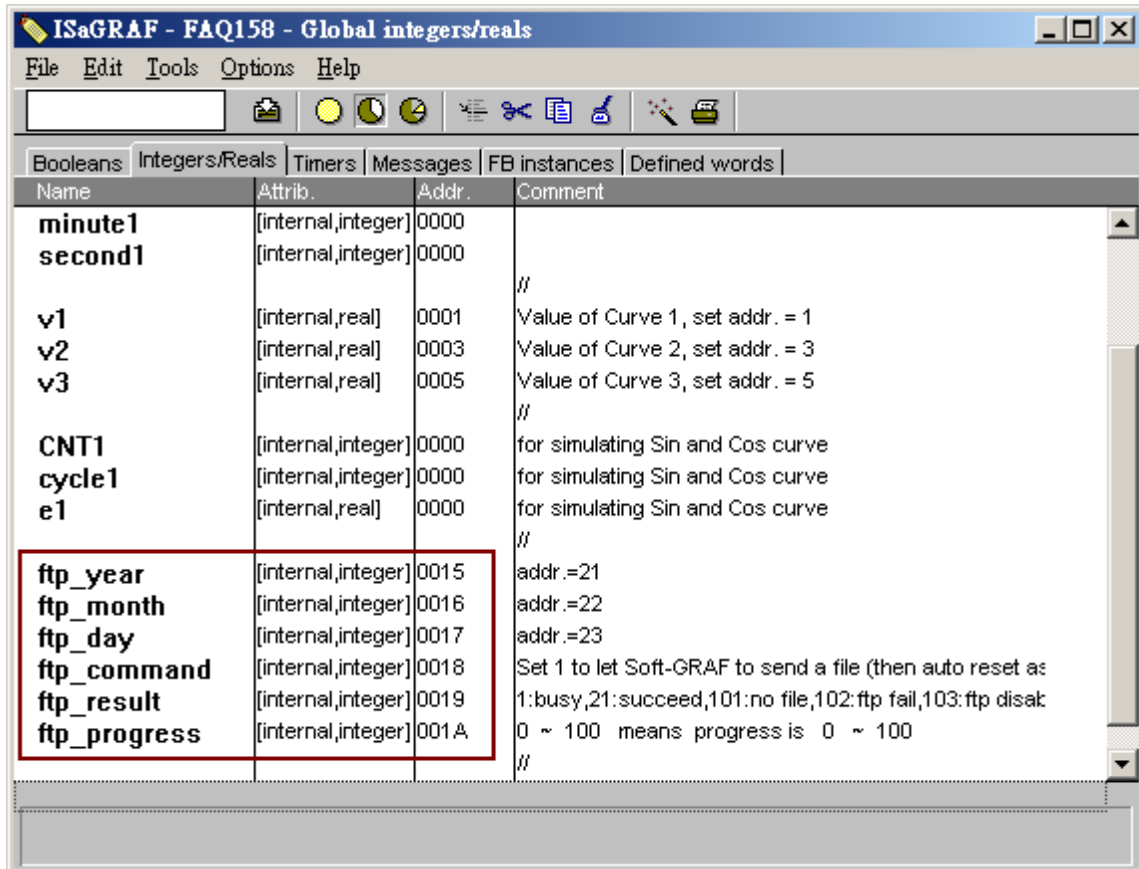 ISaGRAF - FAQ158 - Global integers/reals
File Edit Tools Options Help
Booleans Integers/Reals Timers Messages FB instances Defined words
Name Attrib. Addr. Comment
minute1 [internal,integer] 0000
second1 [internal,integer] 0000
//
v1 [internal,real] 0001 Value of Curve 1, set addr. = 1
v2 [internal,real] 0003 Value of Curve 2, set addr. = 3
v3 [internal,real] 0005 Value of Curve 3, set addr. = 5
//
CNT1 [internal,integer] 0000 for simulating Sin and Cos curve
cycle1 [internal,integer] 0000 for simulating Sin and Cos curve
e1 [internal,real] 0000 for simulating Sin and Cos curve
//
ftp_year [internal,integer] 0015 addr.=21
ftp_month [internal,integer] 0016 addr.=22
ftp_day [internal,integer] 0017 addr.=23
ftp_command [internal,integer] 0018 Set 1 to let Soft-GRAF to send a file (then auto reset as
ftp_result [internal,integer] 0019 1:busy,21:succeed,101:no file,102:ftp fail,103:ftp disab
ftp_progress [internal,integer] 001A 0 ~ 100 means progress is 0 ~ 100
//